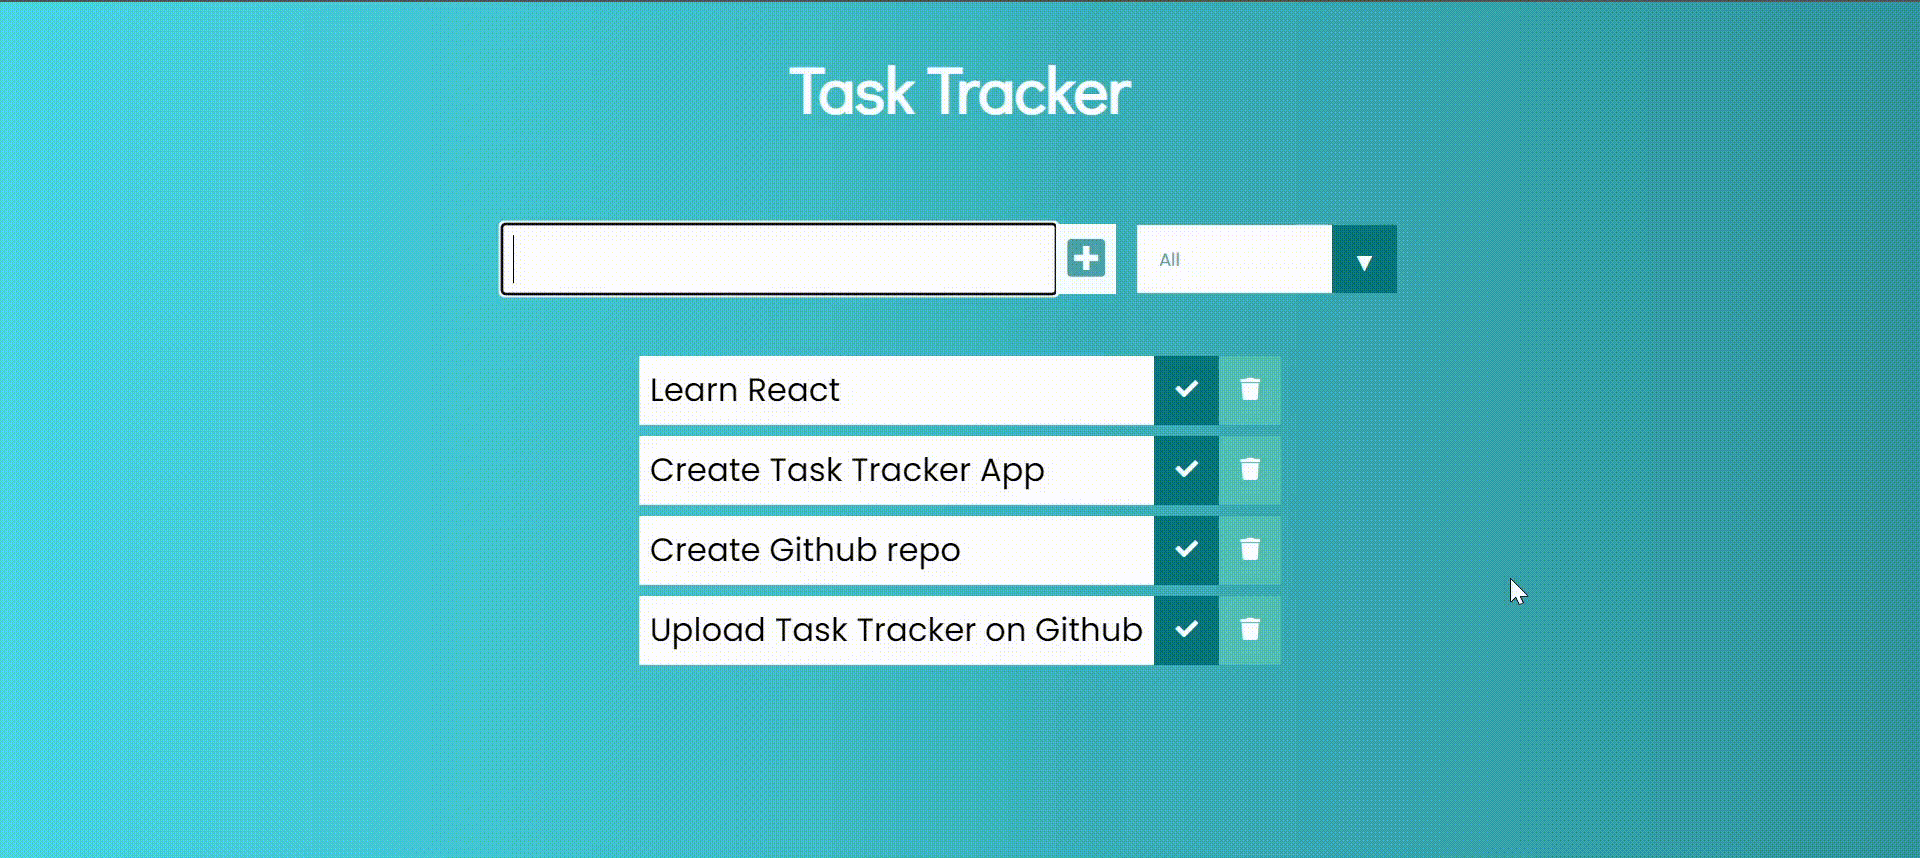 Task Tracker
All
Learn React
Create Task Tracker App
Create Github repo
Upload Task Tracker on Github